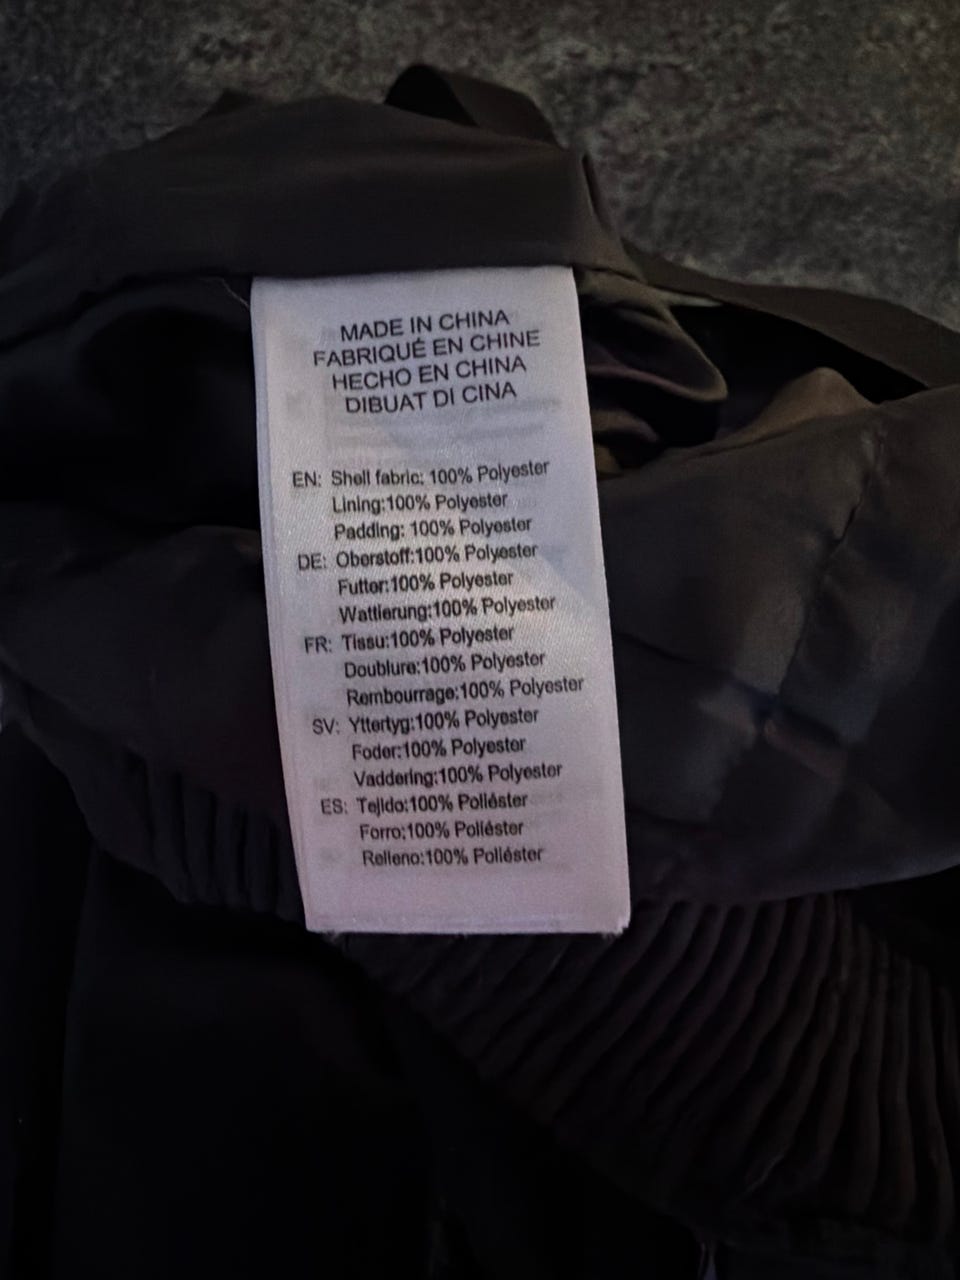 MADE IN CHINA
FABRIQUÉ EN CHINE
HECHO EN CHINA
DIBUAT DI CINA
EN: Shell fabric: 100% Polyester
Lining:100% Polyester
Padding: 100% Polyester
DE: Oberstoff:100% Polyester
Futter:100% Polyester
Wattierung:100% Polyester
FR: Tissu:100% Polyester
Doublure:100% Polyester
Rembourrage:100% Polyester
SV: Yttertyg:100% Polyester
Foder:100% Polyester
Vaddering:100% Polyester
ES: Tejido:100% Poliéster
Forro:100% Poliéster
Relleno:100% Poliéster